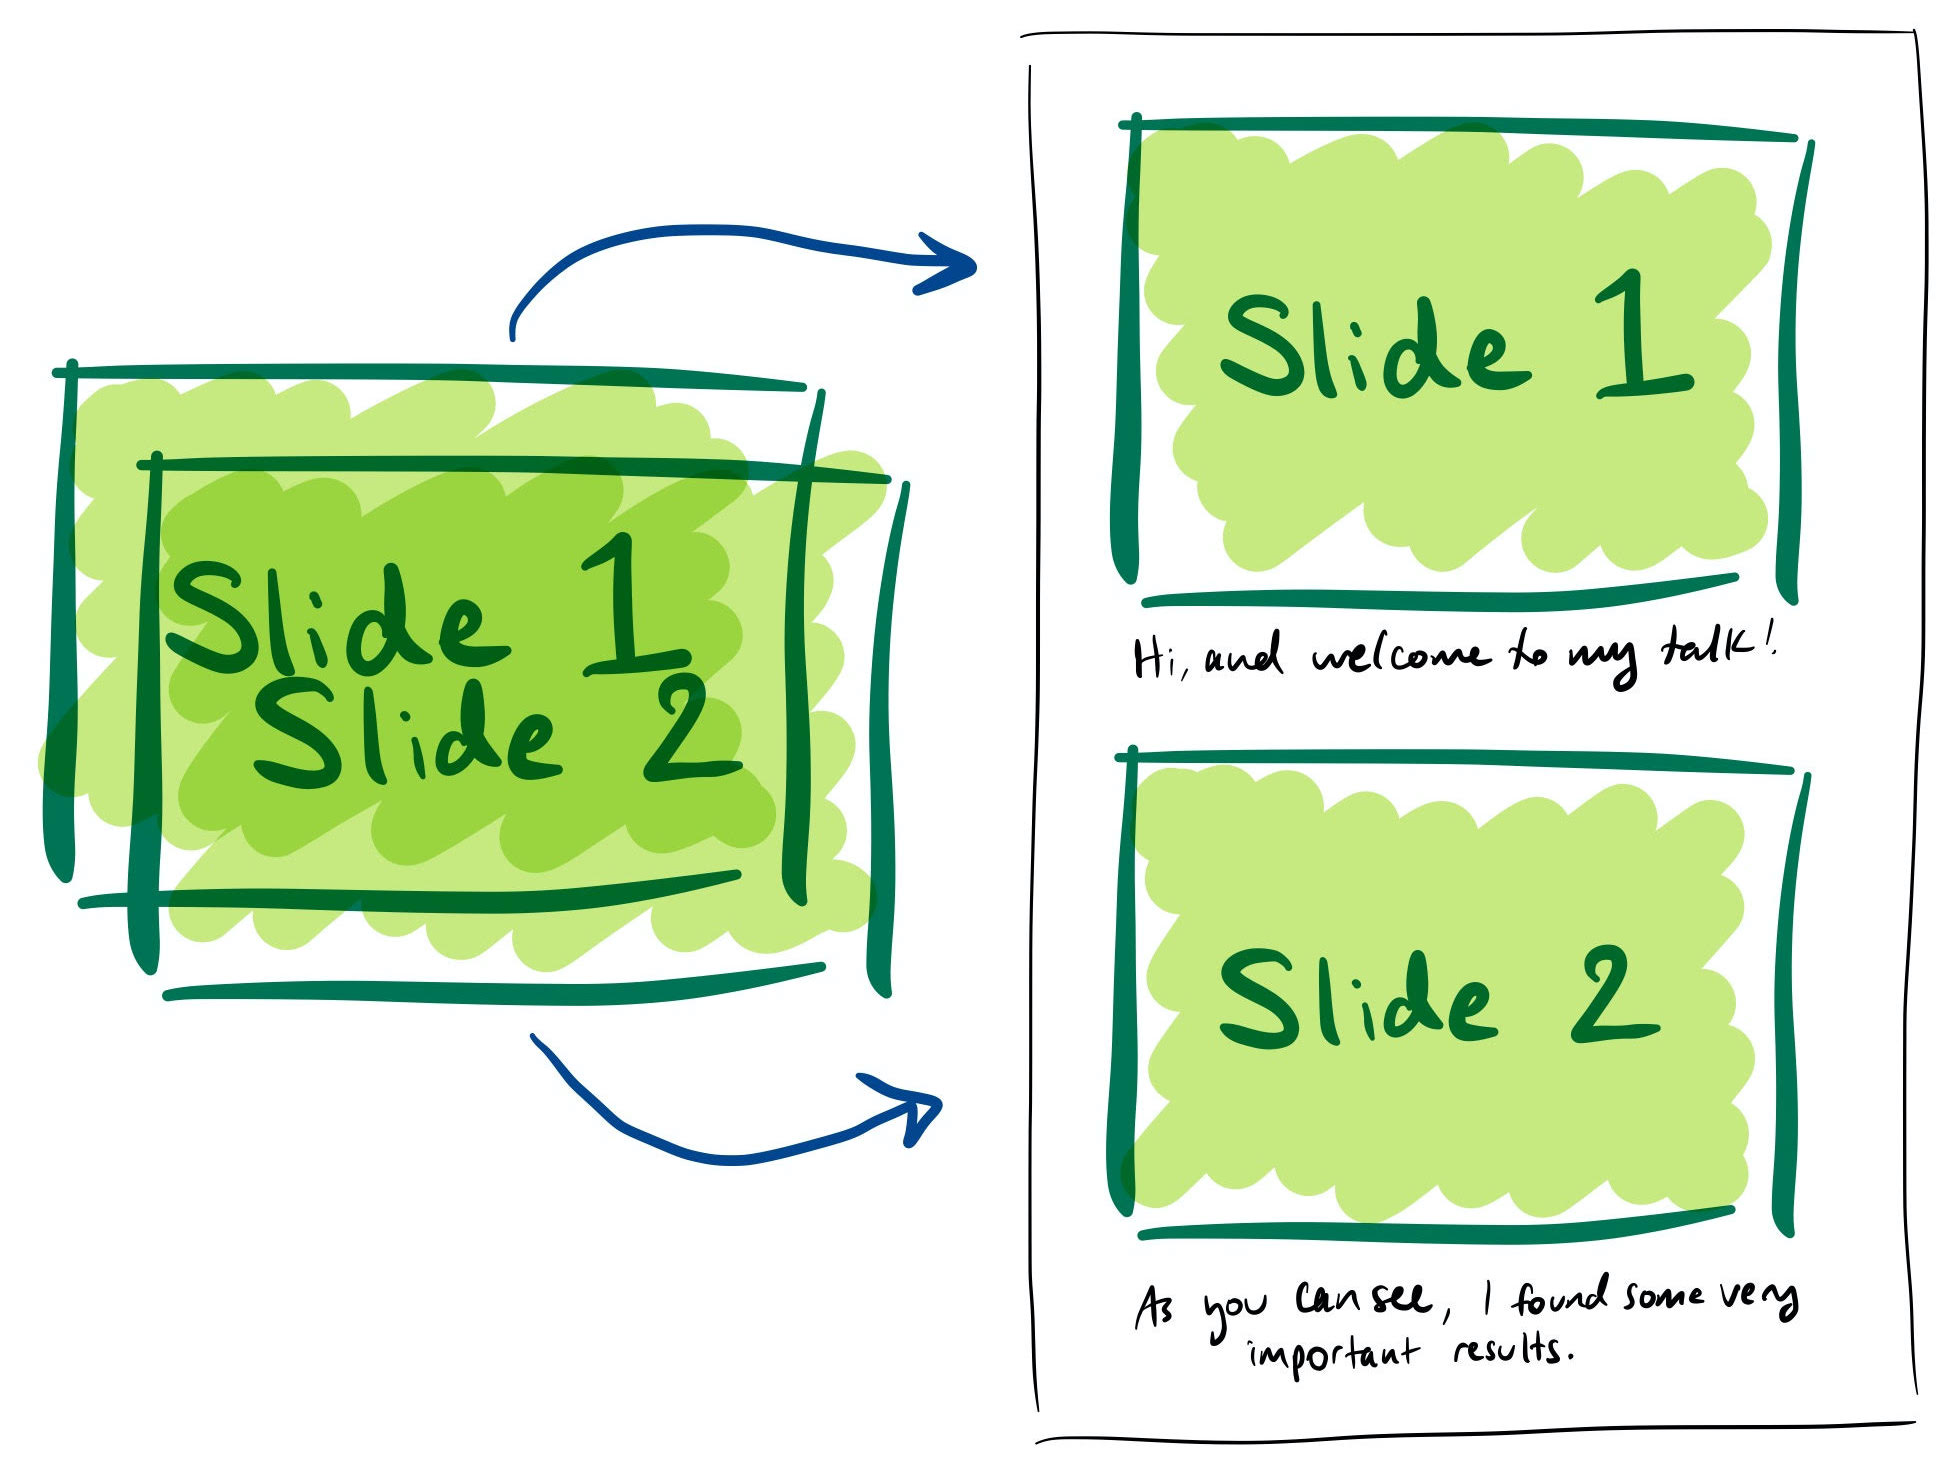 Slide 1
Slide 2
Slide 1
Hi, and welcome to my talk!
Slide 2
As you can see, I found some very
important results.